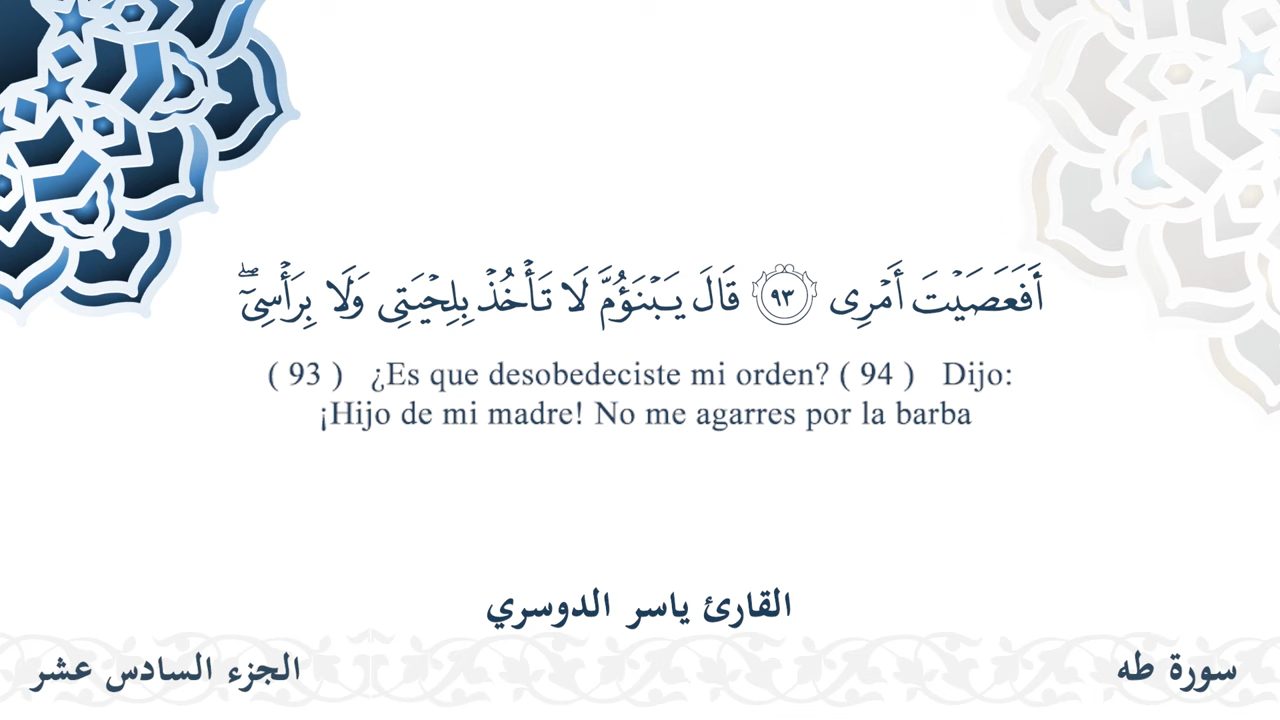 أَفَعَصَيۡتَ أَمۡرِى ٩٣ قَالَ يَبۡنَؤُمَّ لَا تَأۡخُذۡ بِلِحۡيَتِى وَلَا بِرَأۡسِىٓۖ
( 93 ) ¿Es que desobedeciste mi orden? ( 94 ) Dijo:
¡Hijo de mi madre! No me agarres por la barba
القارئ ياسر الدوسري
سورة طه
الجزء السادس عشر